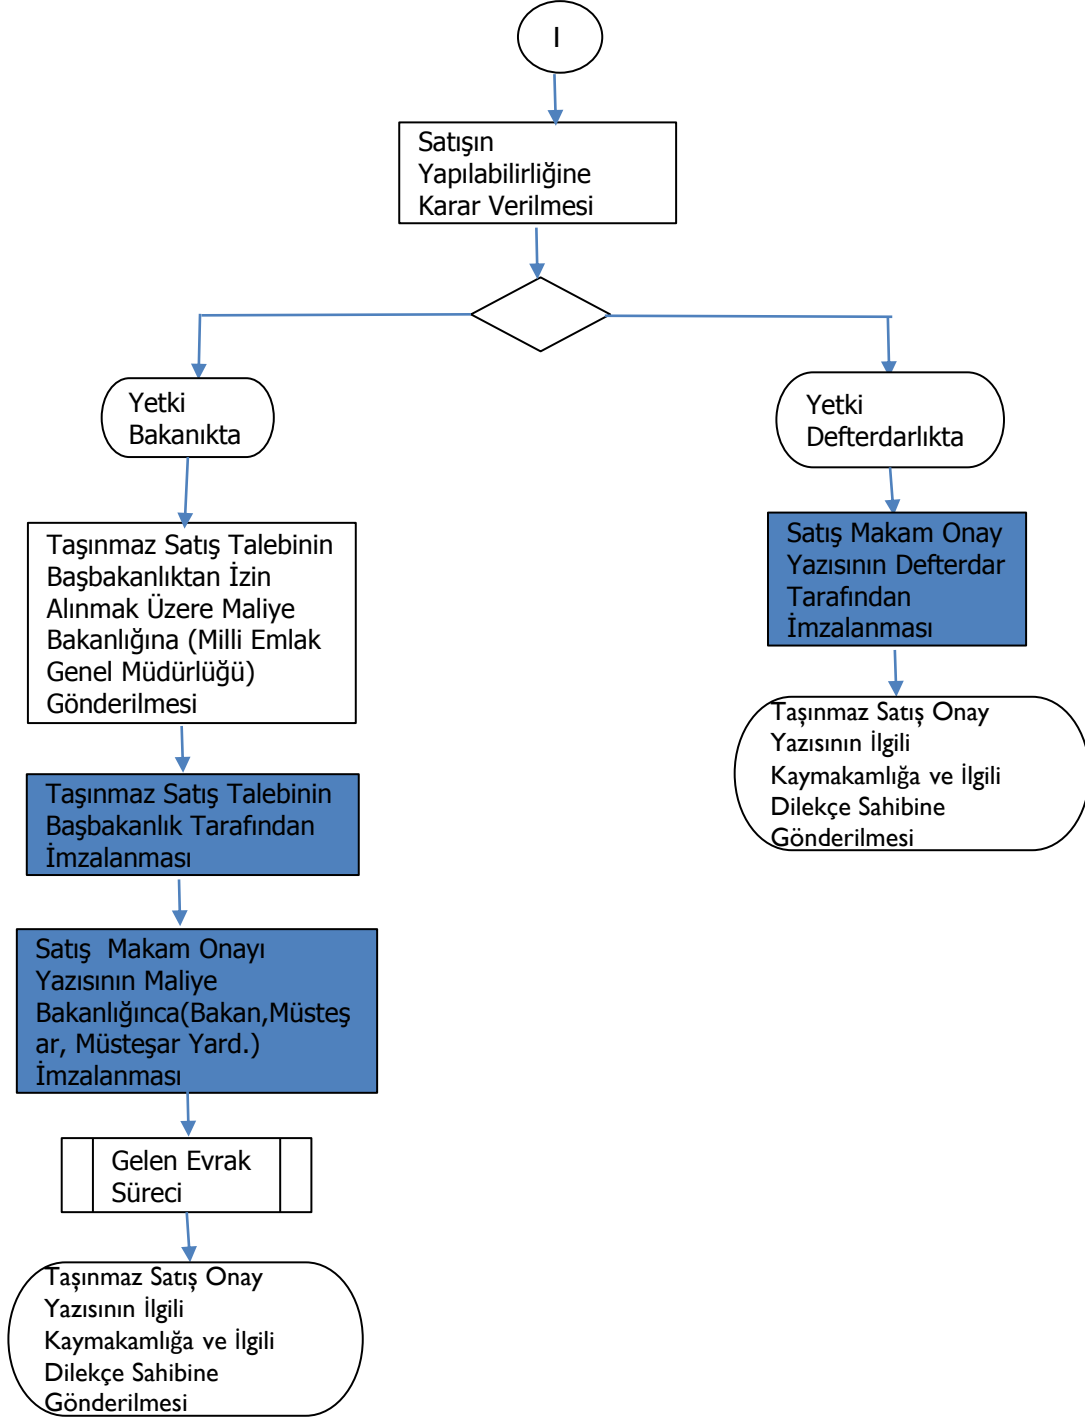 I
Satışın
Yapılabilirliğine
Karar Verilmesi
Yetki
Bakanıkta
Yetki
Defterdarlıkta
Taşınmaz Satış Talebinin
Başbakanlıktan İzin
Alınmak Üzere Maliye
Bakanlığına (Milli Emlak
Genel Müdürlüğü)
Gönderilmesi
Satış Makam Onay
Yazısının Defterdar
Tarafından
İmzalanması
Taşınmaz Satış Onay
Yazısının İlgili
Kaymakamlığa ve İlgili
Dilekçe Sahibine
Gönderilmesi
Taşınmaz Satış Talebinin
Başbakanlık Tarafından
İmzalanması
Satış  Makam Onayı
Yazısının Maliye
Bakanlığınca(Bakan,Müsteş
ar, Müsteşar Yard.)
İmzalanması
Gelen Evrak
Süreci
Taşınmaz Satış Onay
Yazısının İlgili
Kaymakamlığa ve İlgili
Dilekçe Sahibine
Gönderilmesi